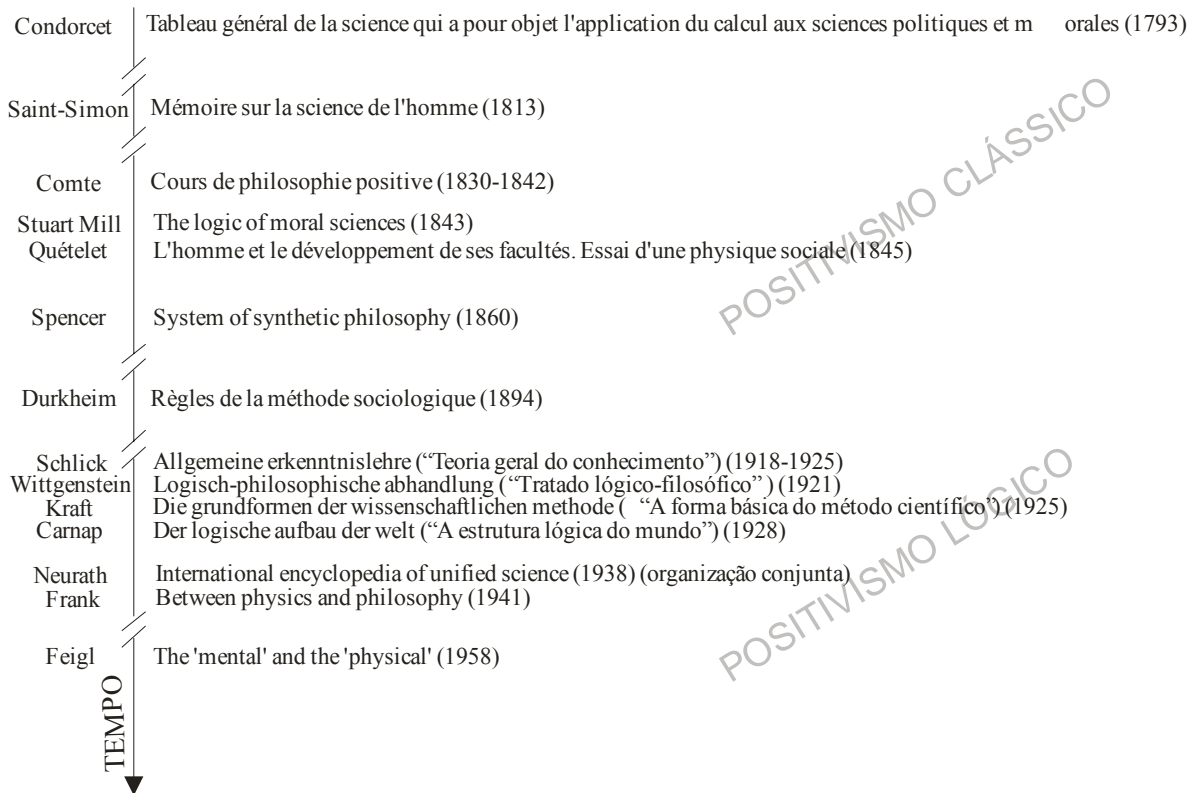 Condorcet Tableau général de la science qui a pour objet l'application du calcul aux sciences politiques et m orales (1793)
Saint-Simon Mémoire sur la science de l'homme (1813)
POSITIVISMO CLÁSSICO
Comte Cours de philosophie positive (1830-1842)
Stuart Mill The logic of moral sciences (1843)
Quételet L'homme et le développement de ses facultés. Essai d'une physique sociale (1845)
Spencer System of synthetic philosophy (1860)
Durkheim Règles de la méthode sociologique (1894)
Schlick Allgemeine erkenntnislehre (“Teoria geral do conhecimento”) (1918-1925)
Wittgenstein Logisch-philosophische abhandlung (“Tratado lógico-filosófico” ) (1921)
Kraft Die grundformen der wissenschaftlichen methode ( “A forma básica do método científico”) (1925)
Carnap Der logische aufbau der welt (“A estrutura lógica do mundo”) (1928)
POSITIVISMO LÓGICO
Neurath International encyclopedia of unified science (1938) (organização conjunta)
Frank Between physics and philosophy (1941)
Feigl The 'mental' and the 'physical' (1958)
TEMPO